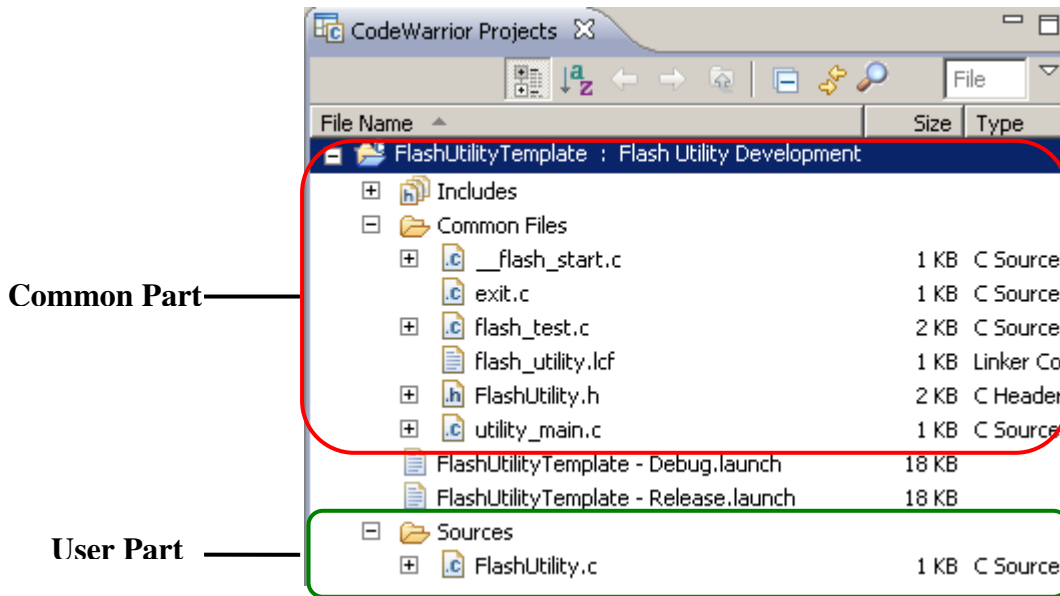 CodeWarrior Projects
File
File Name Size Type
FlashUtilityTemplate : Flash Utility Development
Includes
Common Files
__flash_start.c 1 KB C Source
Common Part
exit.c 1 KB C Source
flash_test.c 2 KB C Source
flash_utility.lcf 1 KB Linker Co
FlashUtility.h 2 KB C Header
utility_main.c 1 KB C Source
FlashUtilityTemplate - Debug.launch 18 KB
FlashUtilityTemplate - Release.launch 18 KB
User Part
Sources
FlashUtility.c 1 KB C Source